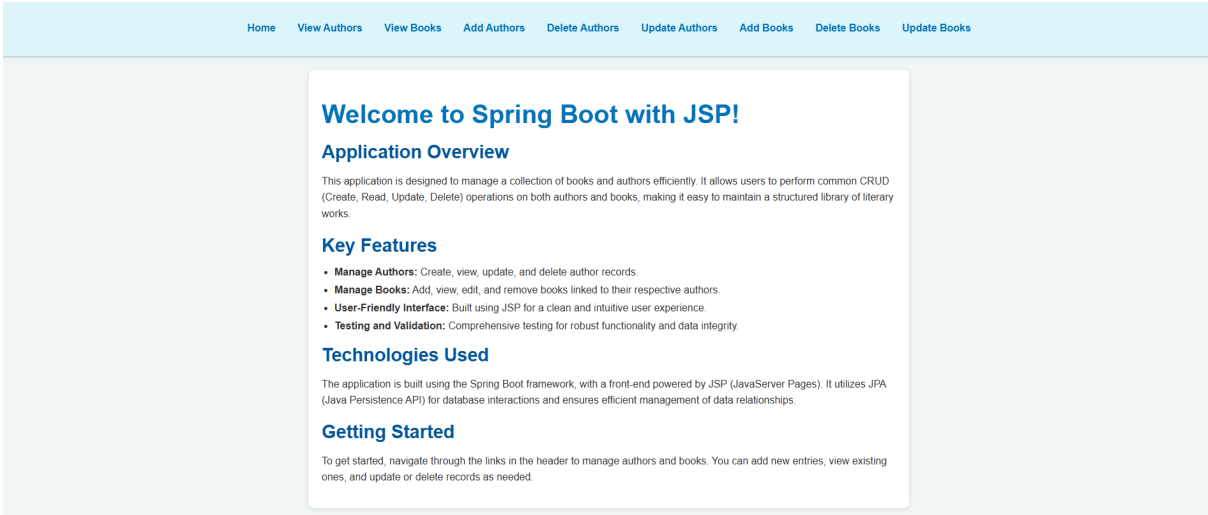 Home View Authors View Books Add Authors Delete Authors Update Authors Add Books Delete Books Update Books
Welcome to Spring Boot with JSP!
Application Overview
This application is designed to manage a collection of books and authors efficiently. It allows users to perform common CRUD
(Create, Read, Update, Delete) operations on both authors and books, making it easy to maintain a structured library of literary
works.
Key Features
• Manage Authors: Create, view, update, and delete author records.
• Manage Books: Add, view, edit, and remove books linked to their respective authors.
• User-Friendly Interface: Built using JSP for a clean and intuitive user experience.
• Testing and Validation: Comprehensive testing for robust functionality and data integrity.
Technologies Used
The application is built using the Spring Boot framework, with a front-end powered by JSP (JavaServer Pages). It utilizes JPA
(Java Persistence API) for database interactions and ensures efficient management of data relationships.
Getting Started
To get started, navigate through the links in the header to manage authors and books. You can add new entries, view existing
ones, and update or delete records as needed.